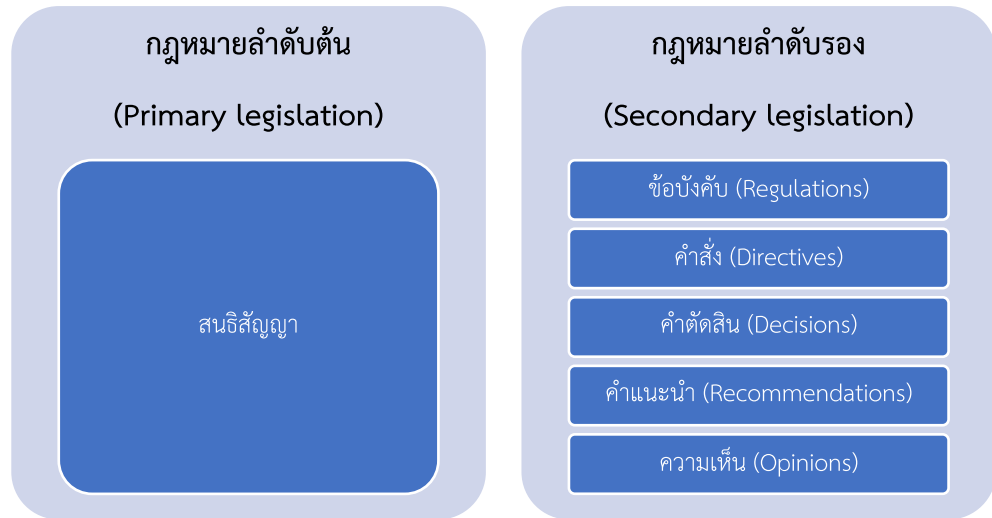 กฎหมายลำดับต้น
(Primary legislation)
สนธิสัญญา
กฎหมายลำดับรอง
(Secondary legislation)
ข้อบังคับ (Regulations)
คำสั่ง (Directives)
คำตัดสิน (Decisions)
คำแนะนำ (Recommendations)
ความเห็น (Opinions)